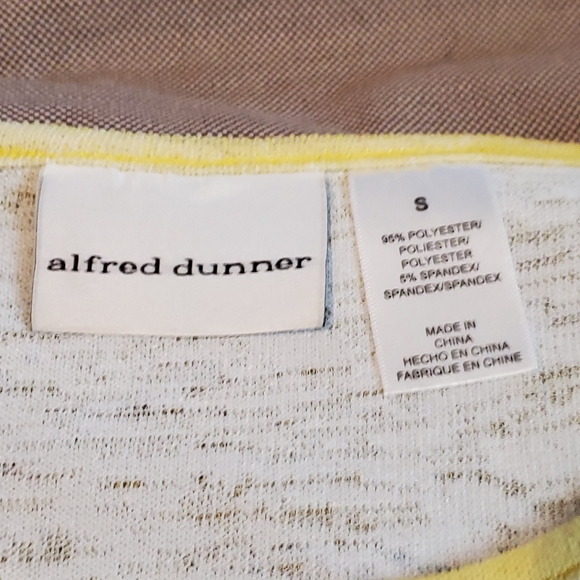 alfred dunner
S
95% POLYESTER/
POLIESTER/
POLYESTER
5% SPANDEX/
SPANDEX/SPANDEX
MADE IN
CHINA
HECHO EN CHINA
FABRIQUE EN CHINE